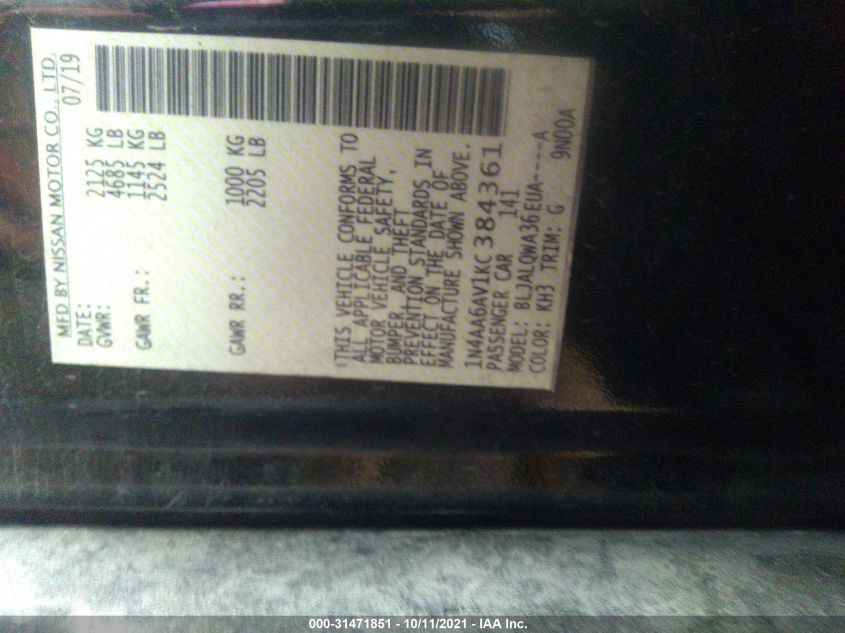 MFD BY NISSAN MOTOR CO., LTD.
DATE: 07/19
GVWR: 2125 KG
4685 LB
GAWR FR.: 1145 KG
2524 LB
GAWR RR.: 1000 KG
2205 LB
THIS VEHICLE CONFORMS TO
ALL APPLICABLE FEDERAL
MOTOR VEHICLE SAFETY,
BUMPER, AND THEFT
PREVENTION STANDARDS IN
EFFECT ON THE DATE OF
MANUFACTURE SHOWN ABOVE.
1N4AA6AV1KC384361
PASSENGER CAR 141
MODEL: BLJALQWA36EUA----A
COLOR: KH3 TRIM: G 9N00A
000-31471851 - 10/11/2021 - IAA Inc.